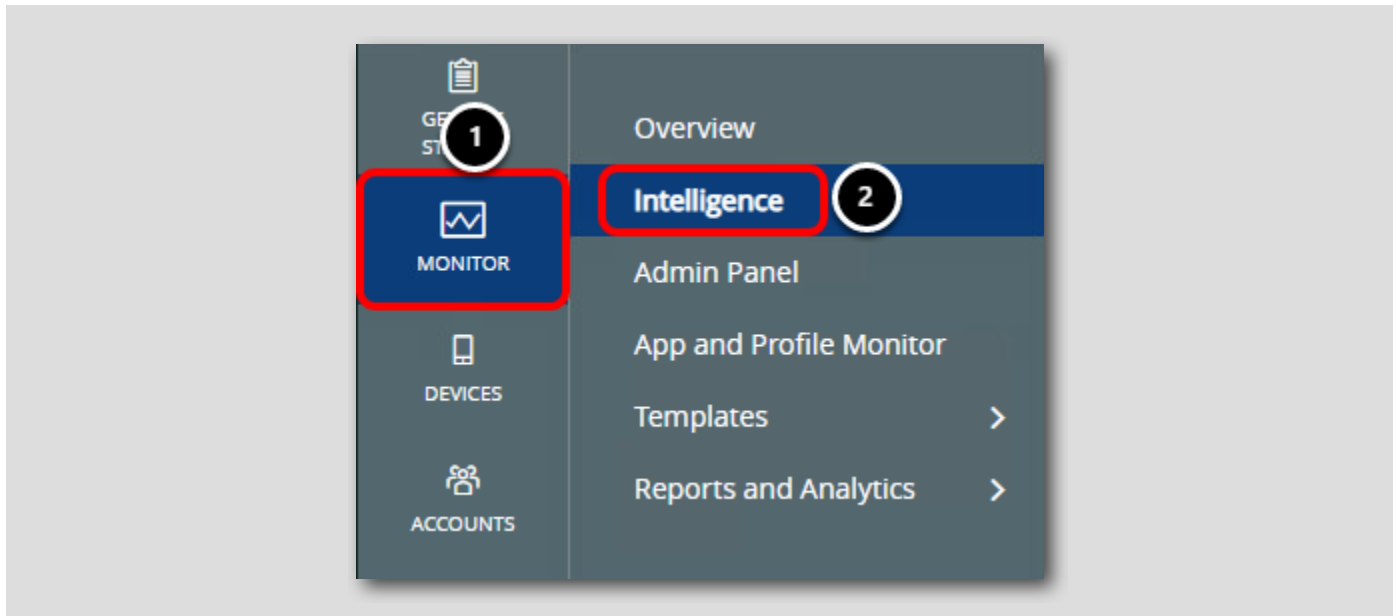 1
MONITOR
DEVICES
ACCOUNTS
Overview
Intelligence 2
Admin Panel
App and Profile Monitor
Templates
Reports and Analytics